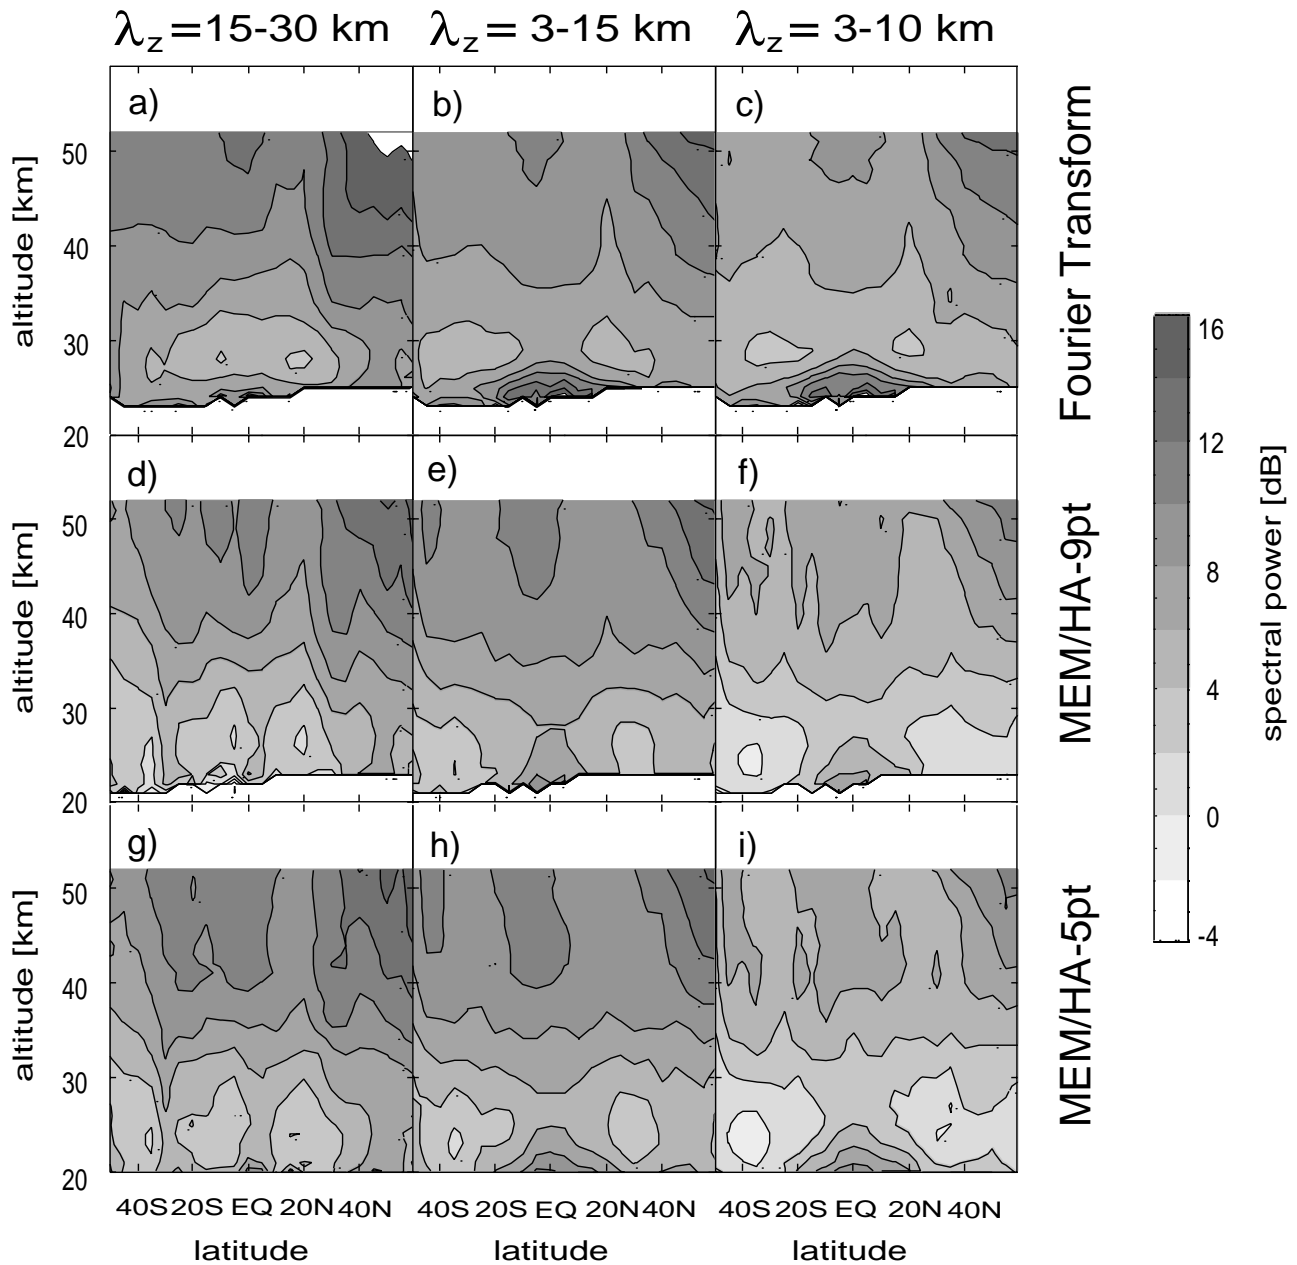 λz=15-30 km λz=3-15 km λz=3-10 km
a) b) c)
50
40
30
20
altitude [km]
Fourier Transform
d) e) f)
50
40
30
20
altitude [km]
MEM/HA-9pt
g) h) i)
50
40
30
20
altitude [km]
MEM/HA-5pt
40S 20S EQ 20N 40N 40S 20S EQ 20N 40N 40S 20S EQ 20N 40N
latitude latitude latitude
16
12
8
4
0
-4
spectral power [dB]